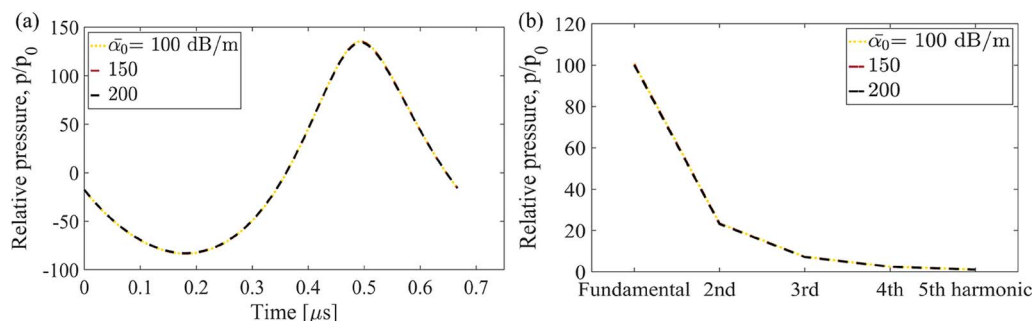 (a)
150
100
50
0
-50
-100
Relative pressure, p/p0
ᾱ0= 100 dB/m
150
200
0 0.1 0.2 0.3 0.4 0.5 0.6 0.7
Time [μs]
(b)
120
100
80
60
40
20
0
Relative pressure, p/p0
ᾱ0= 100 dB/m
150
200
Fundamental 2nd 3rd 4th 5th harmonic